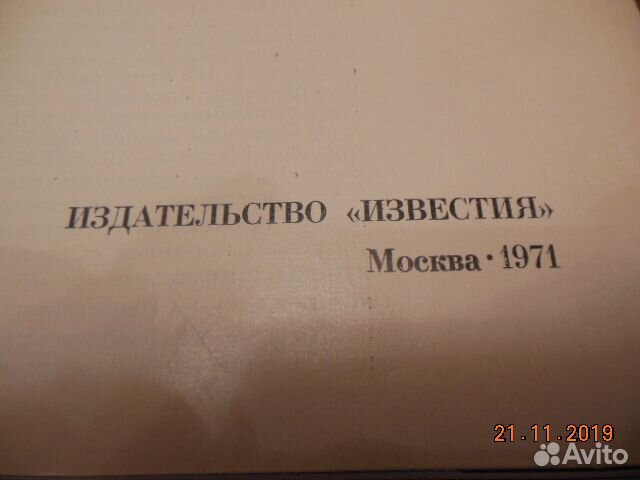 ИЗДАТЕЛЬСТВО «ИЗВЕСТИЯ»
Москва · 1971
21.11.2019
Avito